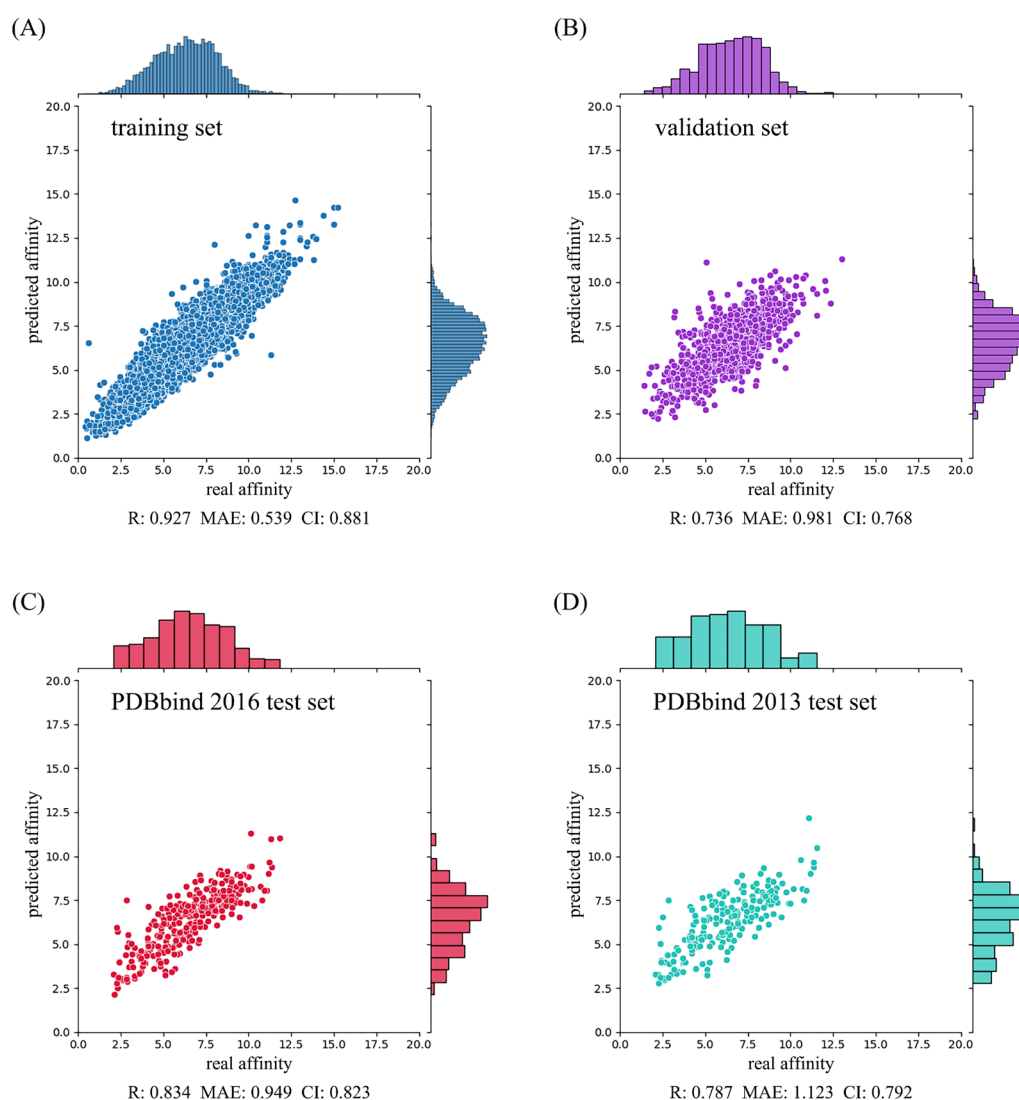 (A)
training set
20.0
17.5
15.0
12.5
10.0
7.5
5.0
2.5
0.0
predicted affinity
0.0 2.5 5.0 7.5 10.0 12.5 15.0 17.5 20.0
real affinity
R: 0.927 MAE: 0.539 CI: 0.881
(B)
validation set
20.0
17.5
15.0
12.5
10.0
7.5
5.0
2.5
0.0
predicted affinity
0.0 2.5 5.0 7.5 10.0 12.5 15.0 17.5 20.0
real affinity
R: 0.736 MAE: 0.981 CI: 0.768
(C)
PDBbind 2016 test set
20.0
17.5
15.0
12.5
10.0
7.5
5.0
2.5
0.0
predicted affinity
0.0 2.5 5.0 7.5 10.0 12.5 15.0 17.5 20.0
real affinity
R: 0.834 MAE: 0.949 CI: 0.823
(D)
PDBbind 2013 test set
20.0
17.5
15.0
12.5
10.0
7.5
5.0
2.5
0.0
predicted affinity
0.0 2.5 5.0 7.5 10.0 12.5 15.0 17.5 20.0
real affinity
R: 0.787 MAE: 1.123 CI: 0.792